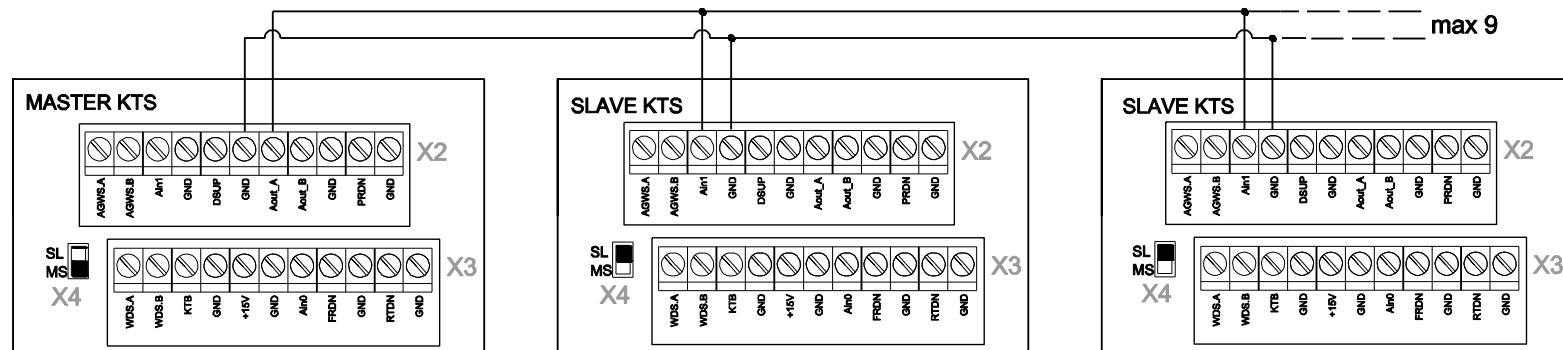 max 9
MASTER KTS
AGWS.A AGWS.B Ain1 GND DSUP GND Aout_A Aout_B GND PRDN GND
X2
SL
MS
X4
WDS.A WDS.B KTB GND +15V GND Ain0 FRDN GND RTDN GND
X3
SLAVE KTS
AGWS.A AGWS.B Ain1 GND DSUP GND Aout_A Aout_B GND PRDN GND
X2
SL
MS
X4
WDS.A WDS.B KTB GND +15V GND Ain0 FRDN GND RTDN GND
X3
SLAVE KTS
AGWS.A AGWS.B Ain1 GND DSUP GND Aout_A Aout_B GND PRDN GND
X2
SL
MS
X4
WDS.A WDS.B KTB GND +15V GND Ain0 FRDN GND RTDN GND
X3